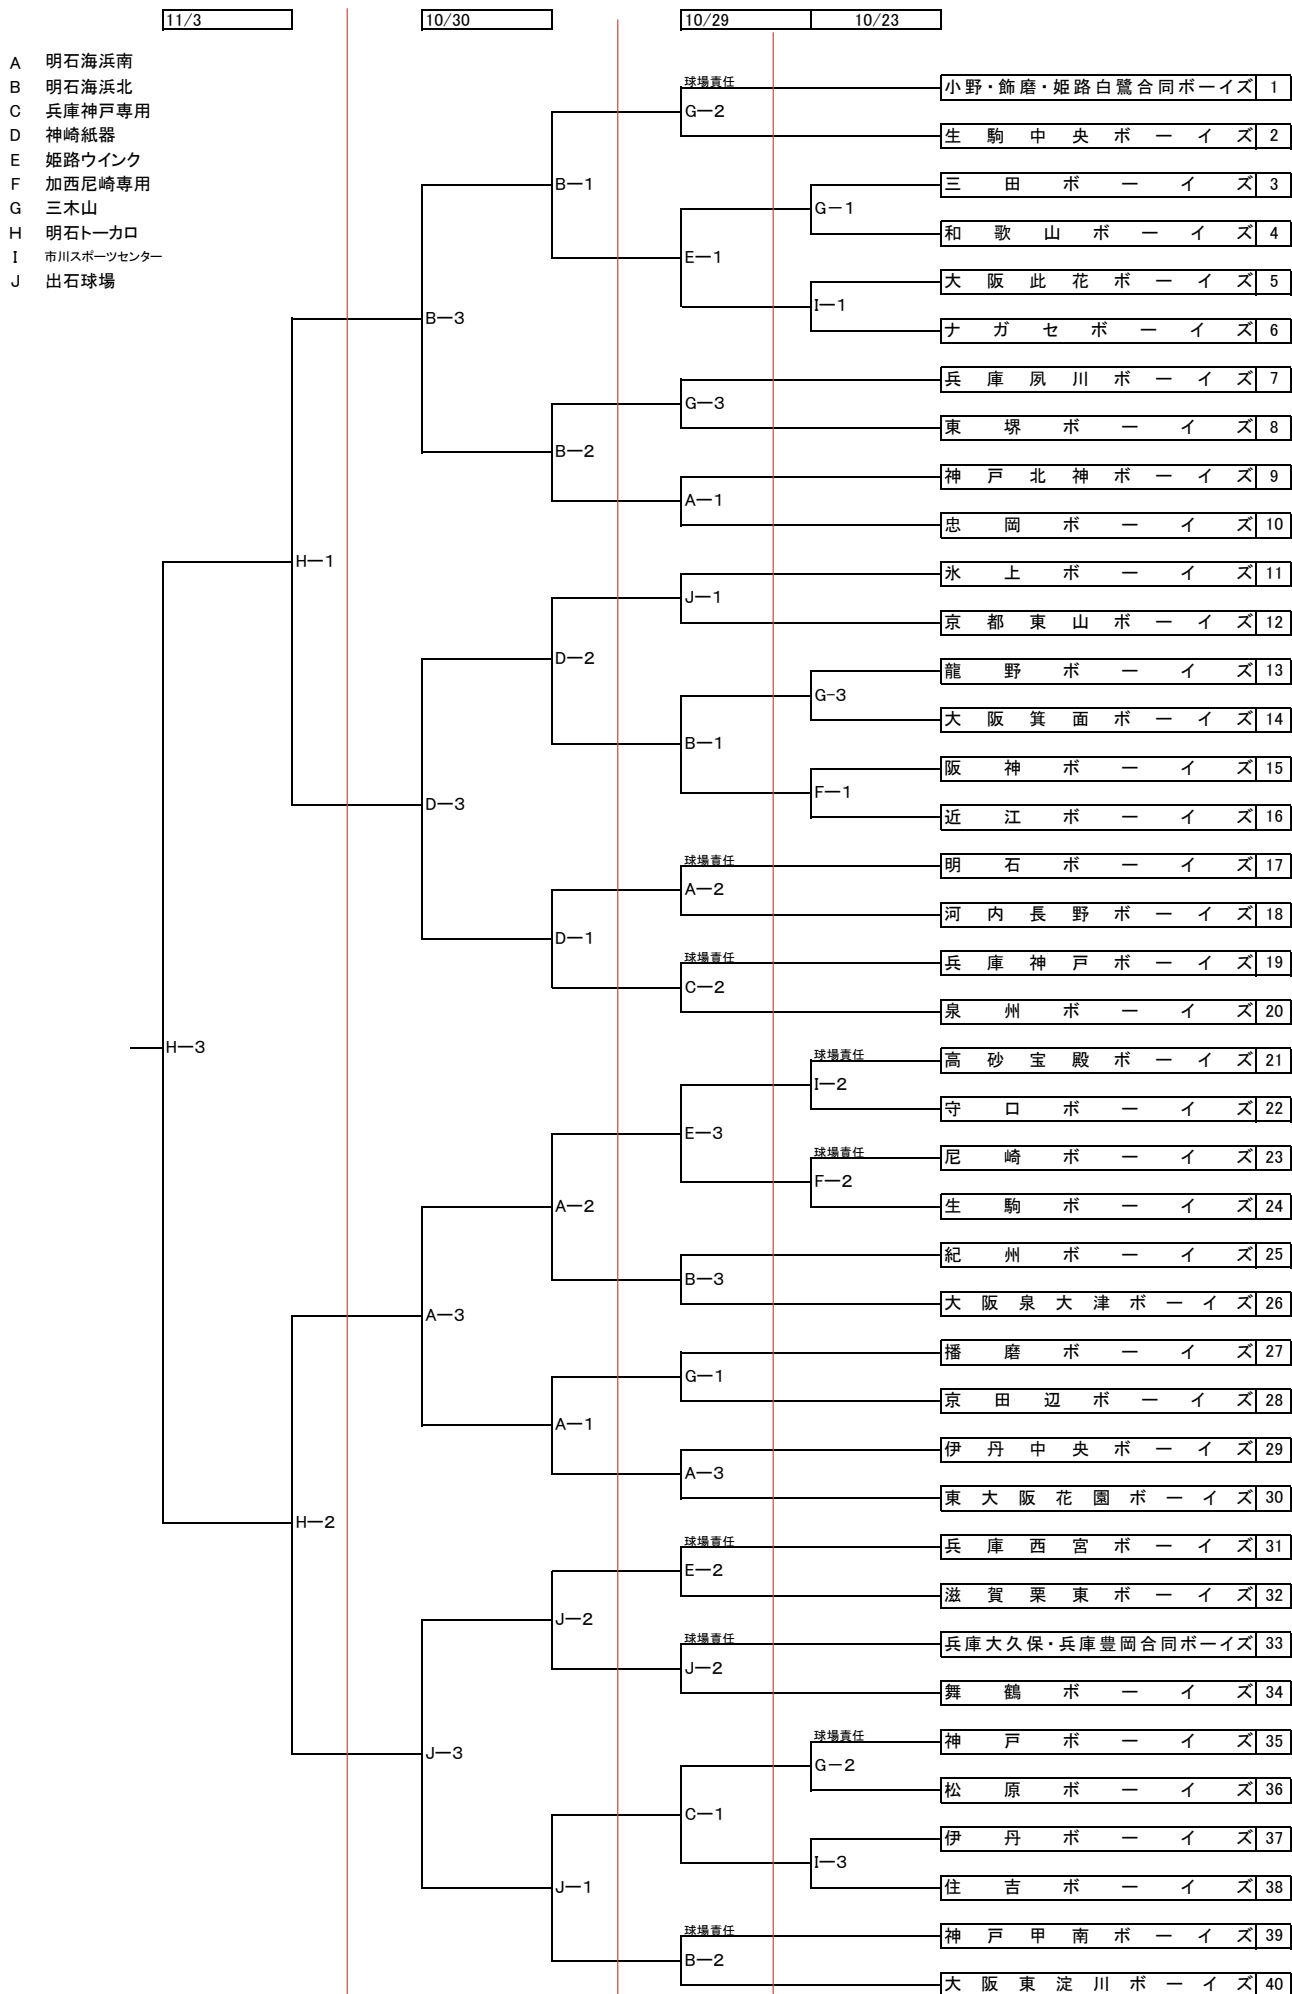 11/3
10/30
10/29
10/23
A 明石海浜南
B 明石海浜北
C 兵庫神戸専用
D 神崎紙器
E 姫路ウインク
F 加西尼崎専用
G 三木山
H 明石トーカロ
I 市川スポーツセンター
J 出石球場
球場責任
小野・飾磨・姫路白鷺合同ボーイズ 1
G－2
生駒中央ボーイズ 2
B－1
三田ボーイズ 3
G－1
和歌山ボーイズ 4
E－1
大阪此花ボーイズ 5
I－1
B－3
ナガセボーイズ 6
兵庫夙川ボーイズ 7
G－3
東堺ボーイズ 8
B－2
神戸北神ボーイズ 9
A－1
忠岡ボーイズ 10
H－1
氷上ボーイズ 11
J－1
京都東山ボーイズ 12
D－2
龍野ボーイズ 13
G-3
大阪箕面ボーイズ 14
B－1
阪神ボーイズ 15
F－1
D－3
近江ボーイズ 16
球場責任
明石ボーイズ 17
A－2
河内長野ボーイズ 18
D－1
球場責任
兵庫神戸ボーイズ 19
C－2
泉州ボーイズ 20
H－3
球場責任
高砂宝殿ボーイズ 21
I－2
守口ボーイズ 22
E－3
球場責任
尼崎ボーイズ 23
F－2
A－2
生駒ボーイズ 24
紀州ボーイズ 25
B－3
大阪泉大津ボーイズ 26
A－3
播磨ボーイズ 27
G－1
京田辺ボーイズ 28
A－1
伊丹中央ボーイズ 29
A－3
東大阪花園ボーイズ 30
H－2
球場責任
兵庫西宮ボーイズ 31
E－2
滋賀栗東ボーイズ 32
J－2
球場責任
兵庫大久保・兵庫豊岡合同ボーイズ 33
J－2
舞鶴ボーイズ 34
球場責任
神戸ボーイズ 35
J－3
G－2
松原ボーイズ 36
C－1
伊丹ボーイズ 37
I－3
J－1
住吉ボーイズ 38
球場責任
神戸甲南ボーイズ 39
B－2
大阪東淀川ボーイズ 40